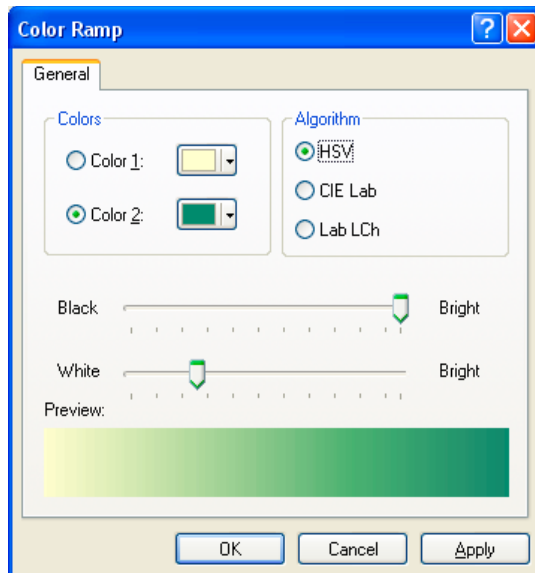 Color Ramp
General
Colors
Color 1:
Color 2:
Algorithm
HSV
CIE Lab
Lab LCh
Black Bright
White Bright
Preview:
OK Cancel Apply